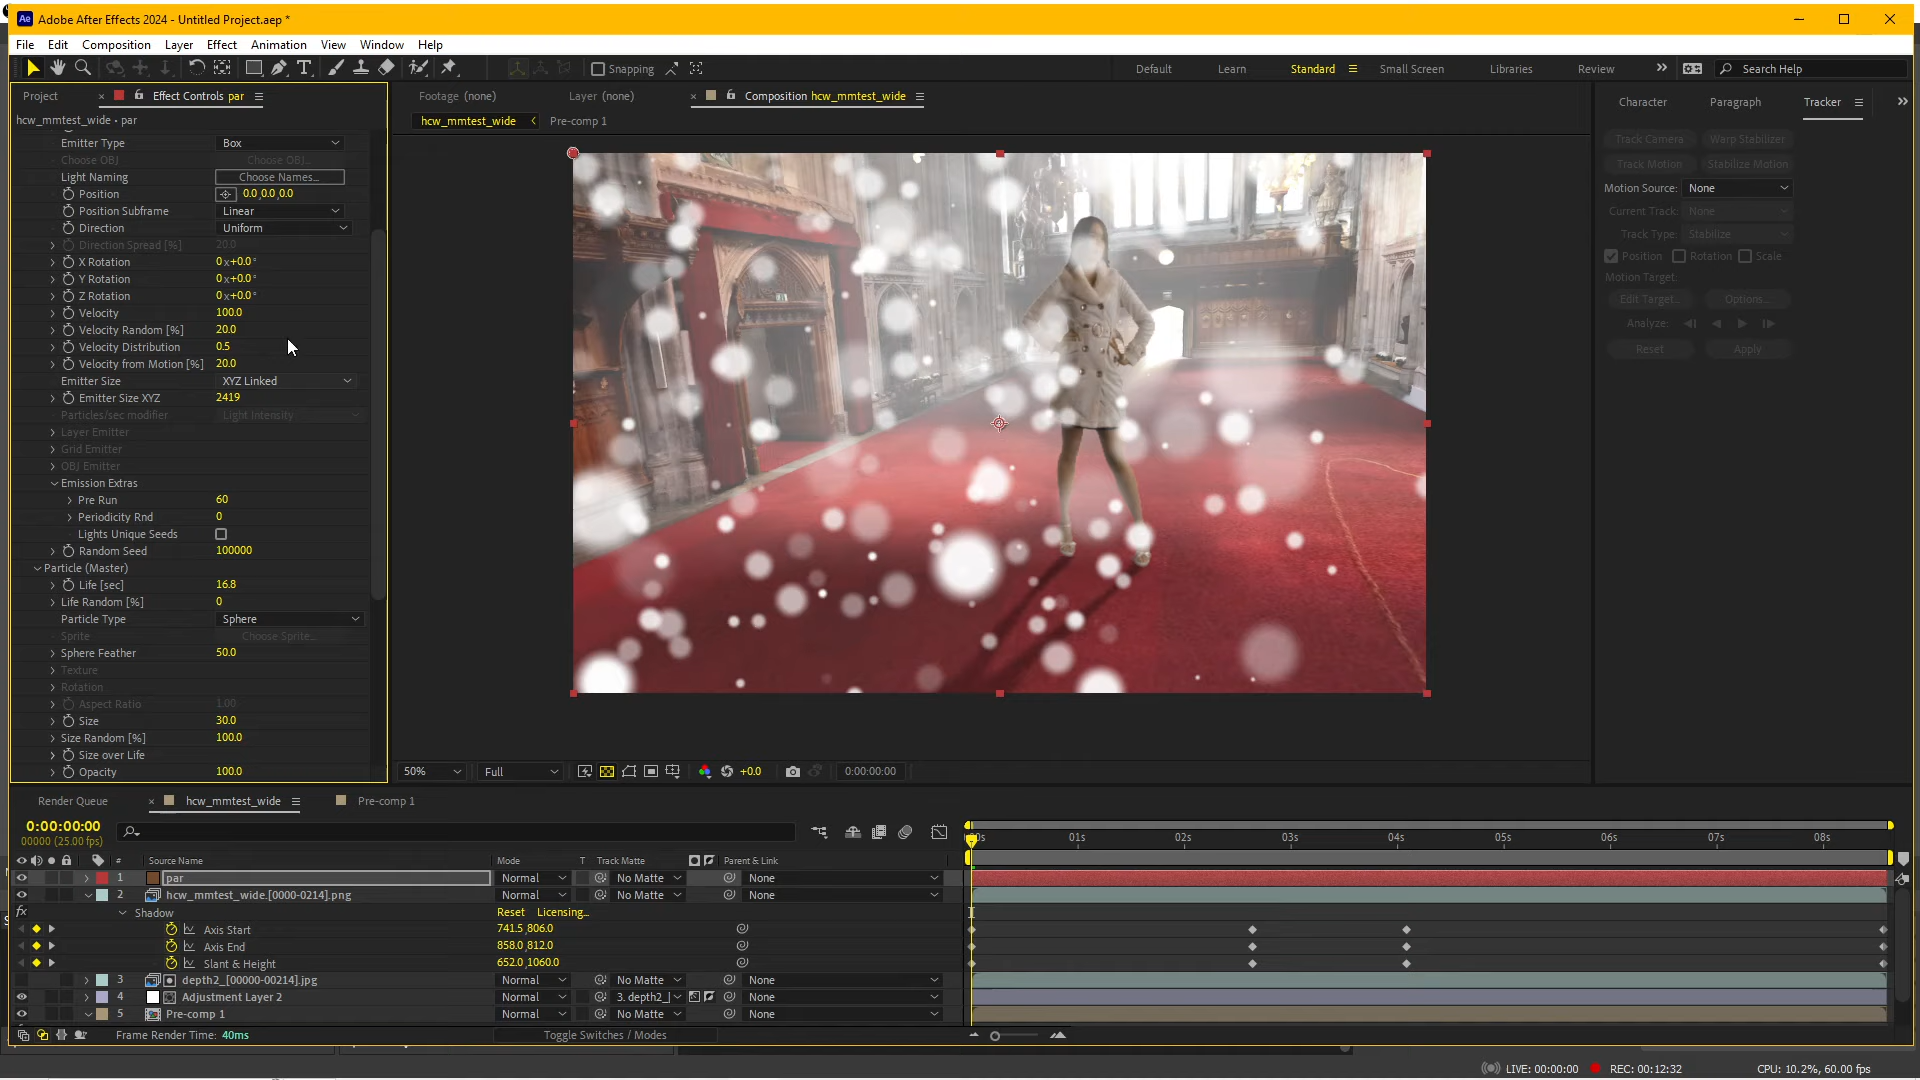 Ae Adobe After Effects 2024 - Untitled Project.aep *
File Edit Composition Layer Effect Animation View Window Help
Snapping Default Learn Standard Small Screen Libraries Review Search Help
Project Effect Controls par
Footage (none) Layer (none) Composition hcw_mmtest_wide
Character Paragraph Tracker
hcw_mmtest_wide • par
hcw_mmtest_wide Pre-comp 1
Emitter Type Box
Choose OBJ Choose OBJ...
Light Naming Choose Names...
Position 0.0,0.0,0.0
Position Subframe Linear
Direction Uniform
Direction Spread [%] 20.0
X Rotation 0x+0.0°
Y Rotation 0x+0.0°
Z Rotation 0x+0.0°
Velocity 100.0
Velocity Random [%] 20.0
Velocity Distribution 0.5
Velocity from Motion [%] 20.0
Emitter Size XYZ Linked
Emitter Size XYZ 2419
Particles/sec modifier Light Intensity
Layer Emitter
Grid Emitter
OBJ Emitter
Emission Extras
Pre Run 60
Periodicity Rnd 0
Lights Unique Seeds
Random Seed 100000
Particle (Master)
Life [sec] 16.8
Life Random [%] 0
Particle Type Sphere
Sprite Choose Sprite...
Sphere Feather 50.0
Texture
Rotation
Aspect Ratio 1.00
Size 30.0
Size Random [%] 100.0
Size over Life
Opacity 100.0
Track Camera Warp Stabilizer
Track Motion Stabilize Motion
Motion Source: None
Current Track: None
Track Type: Stabilize
Position Rotation Scale
Motion Target:
Edit Target... Options...
Analyze:
Reset Apply
50% Full +0.0 0:00:00:00
Render Queue hcw_mmtest_wide Pre-comp 1
0:00:00:00
00000 (25.00 fps)
00s 01s 02s 03s 04s 05s 06s 07s 08s
# Source Name Mode T Track Matte Parent & Link
1 par Normal No Matte None
2 hcw_mmtest_wide.[0000-0214].png Normal No Matte None
fx Shadow Reset Licensing...
Axis Start 741.5,806.0
Axis End 858.0,812.0
Slant & Height 652.0,1060.0
3 depth2_[00000-00214].jpg Normal No Matte None
4 Adjustment Layer 2 Normal 3. depth2_[ None
5 Pre-comp 1 Normal No Matte None
Frame Render Time: 40ms Toggle Switches / Modes
LIVE: 00:00:00 REC: 00:12:32 CPU: 10.2%, 60.00 fps